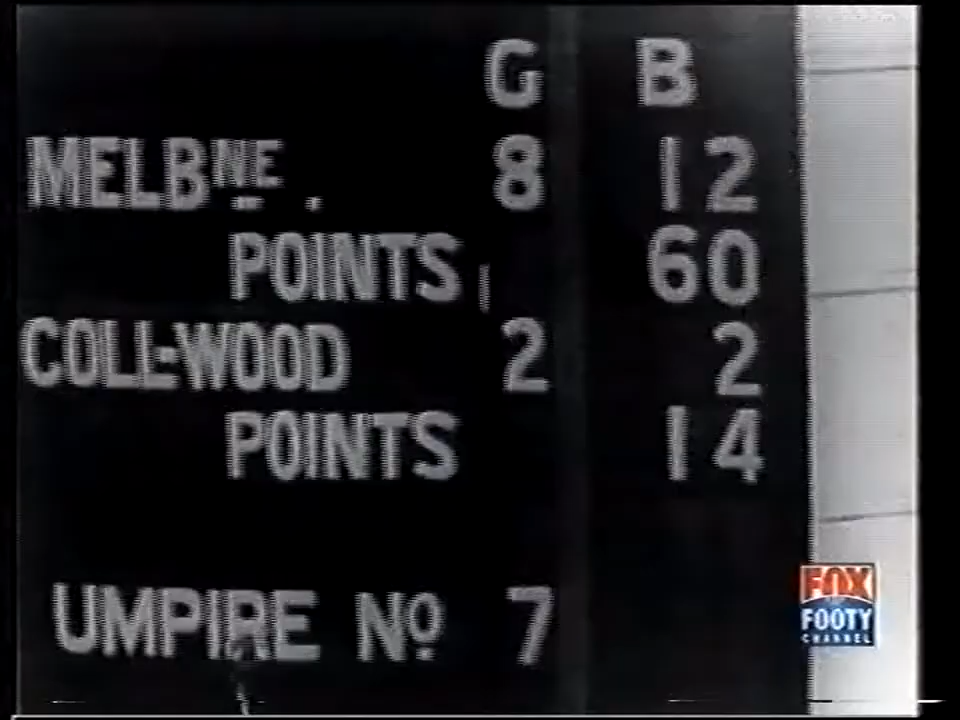 G B
MELBNE. 8 12
POINTS 60
COLL-WOOD 2 2
POINTS 14
UMPIRE No 7
FOX
FOOTY
CHANNEL